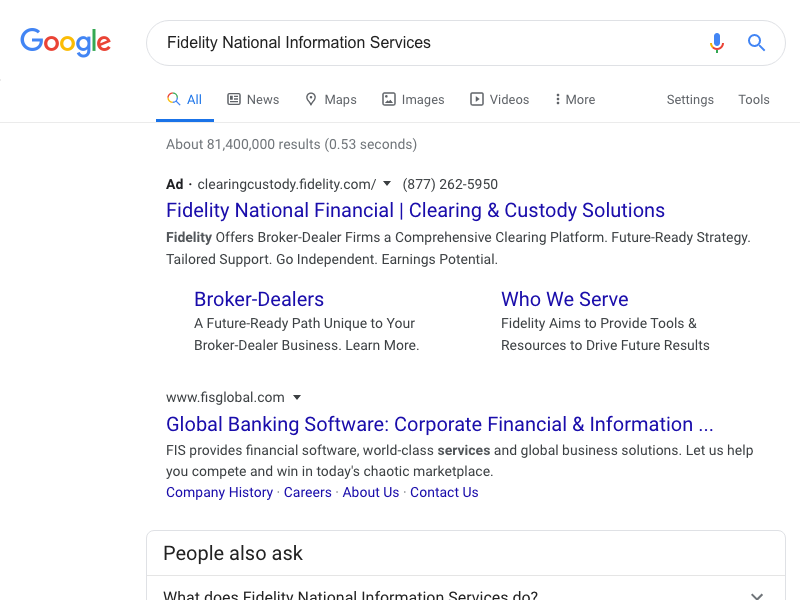 Google
Fidelity National Information Services
All News Maps Images Videos More Settings Tools
About 81,400,000 results (0.53 seconds)
Ad · clearingcustody.fidelity.com/ (877) 262-5950
Fidelity National Financial | Clearing & Custody Solutions
Fidelity Offers Broker-Dealer Firms a Comprehensive Clearing Platform. Future-Ready Strategy.
Tailored Support. Go Independent. Earnings Potential.
Broker-Dealers
A Future-Ready Path Unique to Your
Broker-Dealer Business. Learn More.
Who We Serve
Fidelity Aims to Provide Tools &
Resources to Drive Future Results
www.fisglobal.com
Global Banking Software: Corporate Financial & Information ...
FIS provides financial software, world-class services and global business solutions. Let us help
you compete and win in today's chaotic marketplace.
Company History · Careers · About Us · Contact Us
People also ask
What does Fidelity National Information Services do?